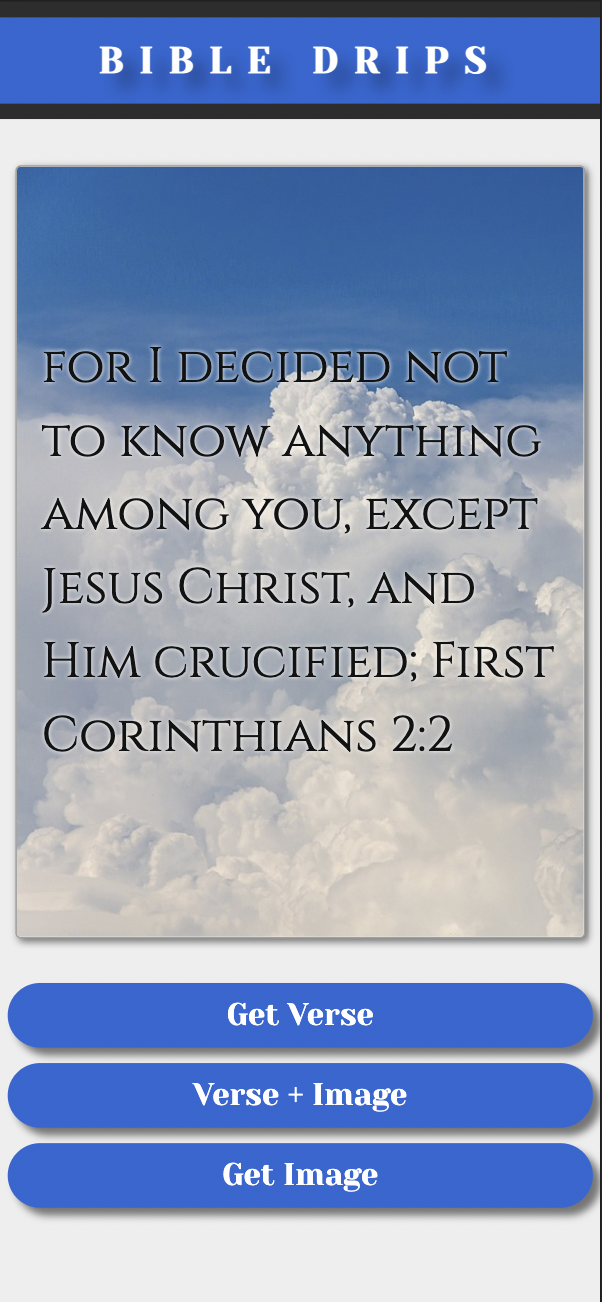 BIBLE DRIPS
for I decided not
to know anything
among you, except
Jesus Christ, and
Him crucified; First
Corinthians 2:2
Get Verse
Verse + Image
Get Image